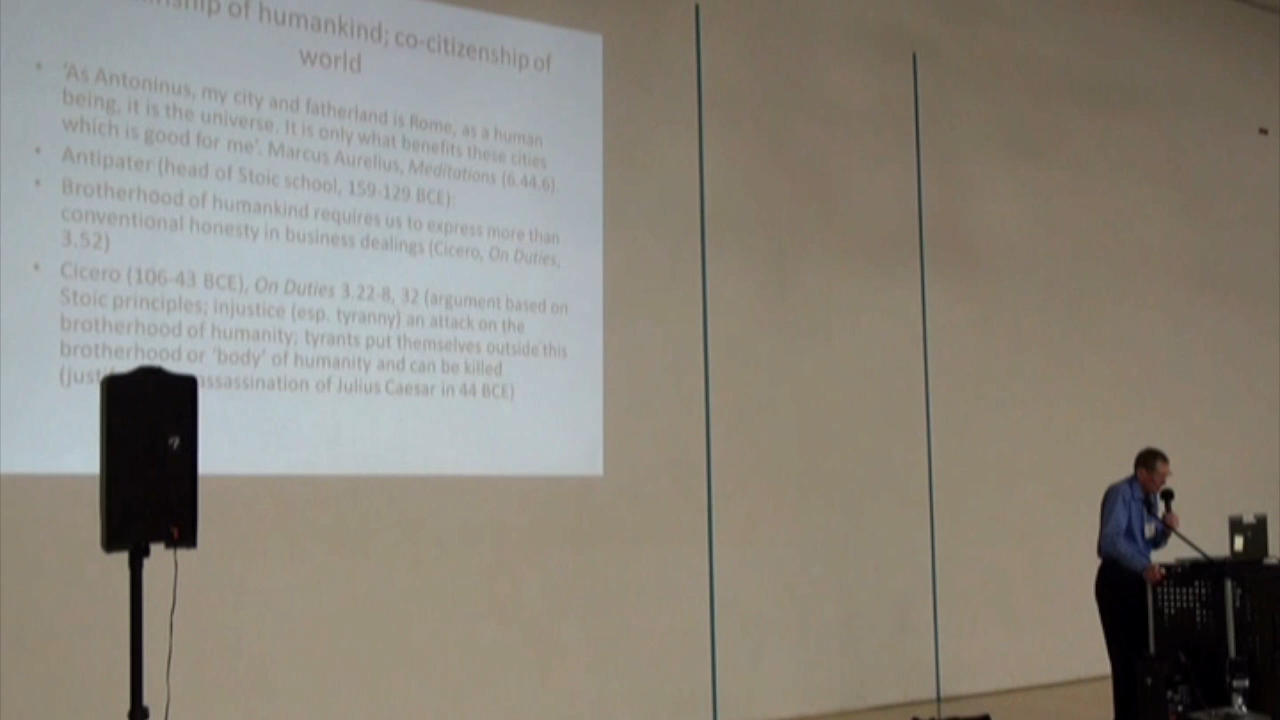 of humankind; co-citizenship of
world
• 'As Antoninus, my city and fatherland is Rome, as a human
being, it is the universe. It is only what benefits these cities
which is good for me'. Marcus Aurelius, Meditations (6.44.6).
• Antipater (head of Stoic school, 159-129 BCE):
• Brotherhood of humankind requires us to express more than
conventional honesty in business dealings (Cicero, On Duties,
3.52)
• Cicero (106-43 BCE), On Duties 3.22-8, 32 (argument based on
Stoic principles; injustice (esp. tyranny) an attack on the
brotherhood of humanity; tyrants put themselves outside this
brotherhood or 'body' of humanity and can be killed
assassination of Julius Caesar in 44 BCE)